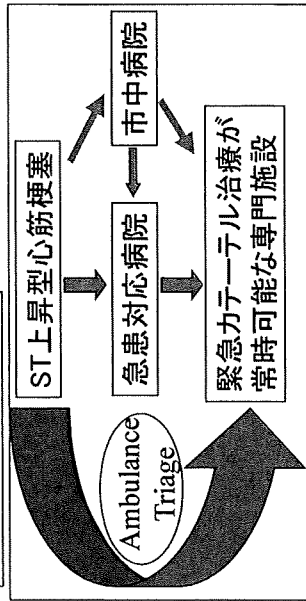 ST上昇型心筋梗塞
市中病院
急患対応病院
Ambulance
Triage
緊急カテーテル治療が
常時可能な専門施設